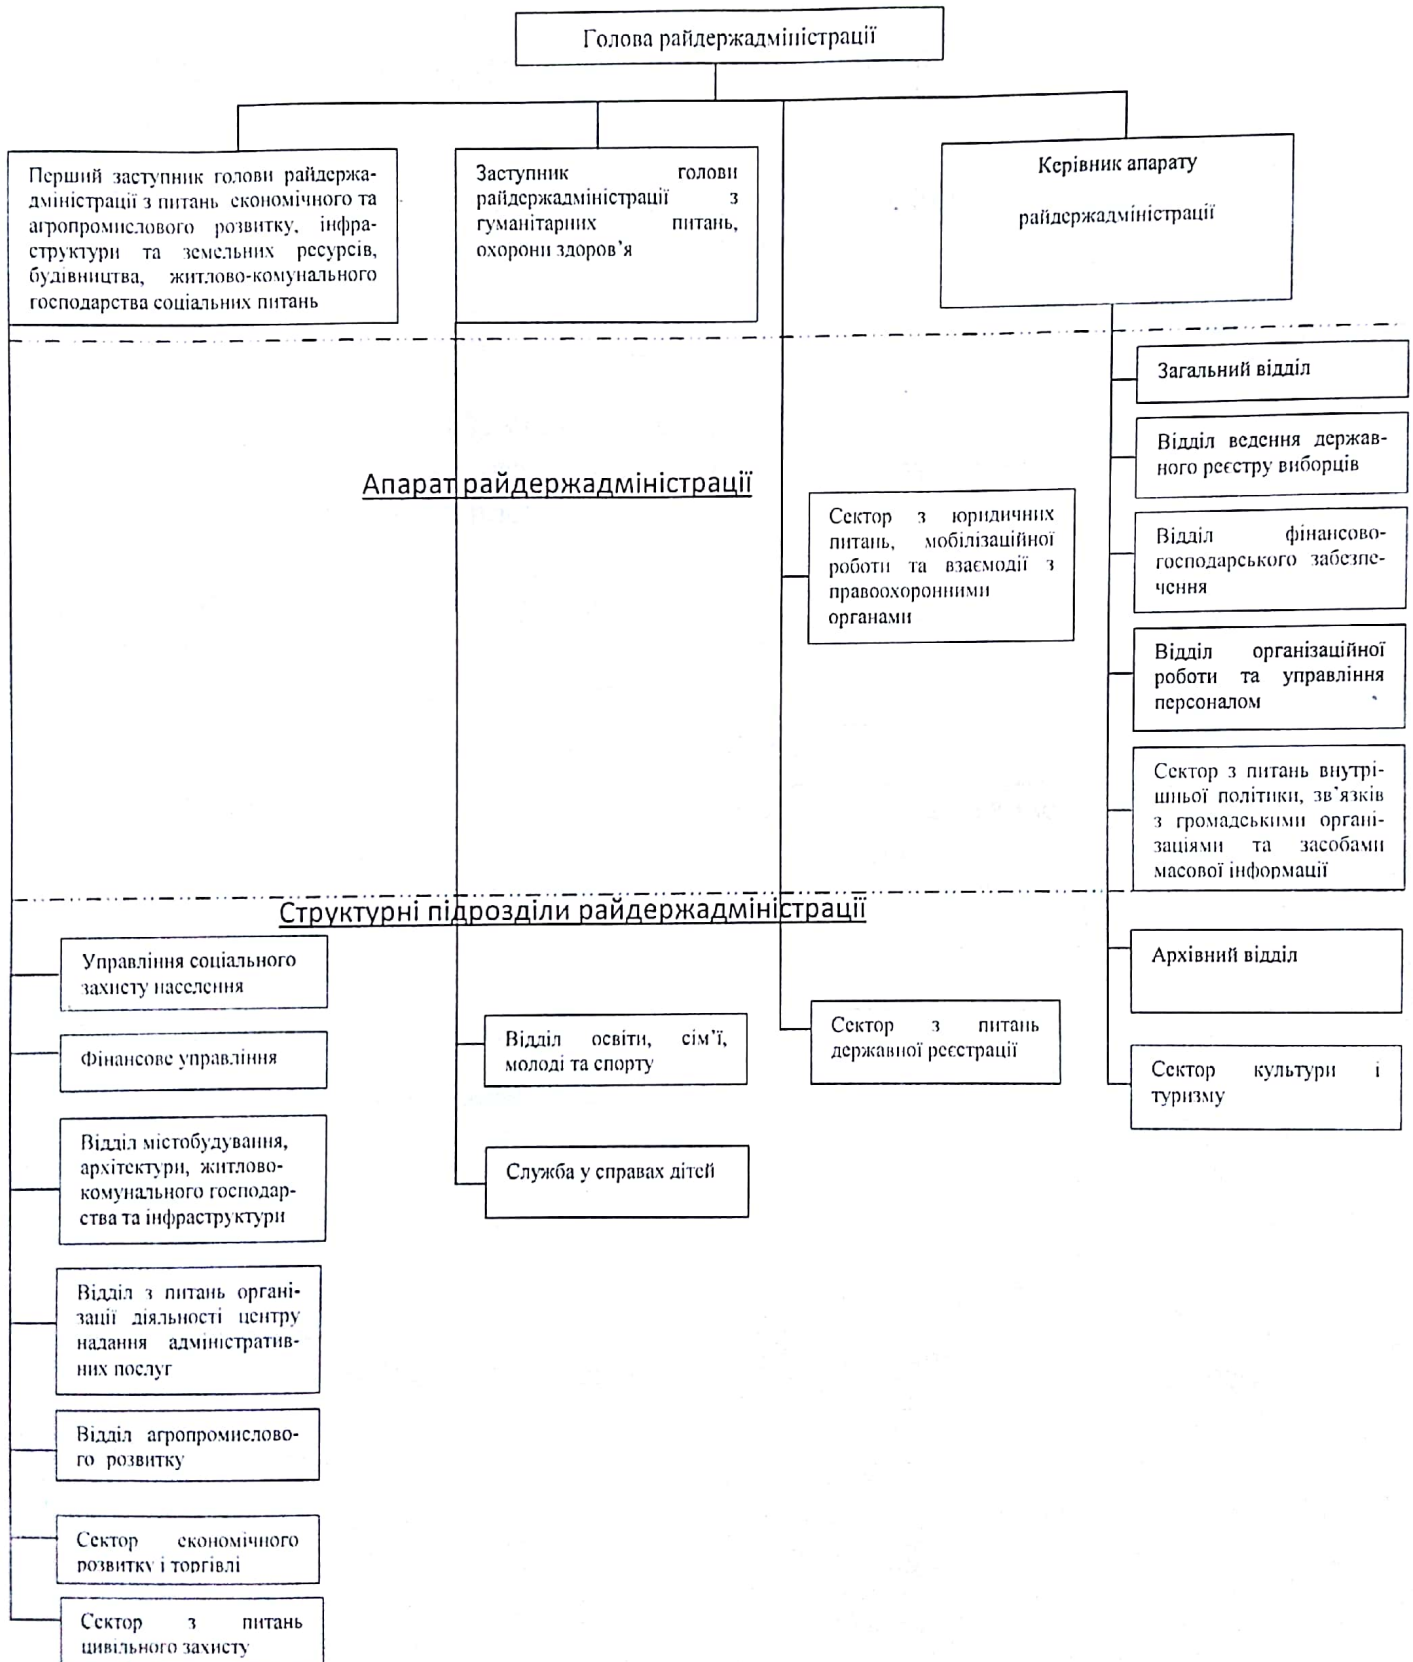 Голова райдержадміністрації
Перший заступник голови райдержа-
дміністрації з питань економічного та
агропромислового розвитку, інфра-
структури та земельних ресурсів,
будівництва, житлово-комунального
господарства соціальних питань
Заступник голови
райдержадміністрації з
гуманітарних питань,
охорони здоров’я
Керівник апарату
райдержадміністрації
Апарат райдержадміністрації
Сектор з юридичних
питань, мобілізаційної
роботи та взаємодії з
правоохоронними
органами
Загальний відділ
Відділ ведення держав-
ного реєстру виборців
Відділ фінансово-
господарського забезпе-
чення
Відділ організаційної
роботи та управління
персоналом
Сектор з питань внутрі-
шньої політики, зв’язків
з громадськими органі-
заціями та засобами
масової інформації
Структурні підрозділи райдержадміністрації
Управління соціального
захисту населення
Фінансове управління
Відділ містобудування,
архітектури, житлово-
комунального господар-
ства та інфраструктури
Відділ з питань органі-
зації діяльності центру
надання адміністратив-
них послуг
Відділ агропромислово-
го розвитку
Сектор економічного
розвитку і торгівлі
Сектор з питань
цивільного захисту
Відділ освіти, сім’ї,
молоді та спорту
Служба у справах дітей
Сектор з питань
державної реєстрації
Архівний відділ
Сектор культури і
туризму